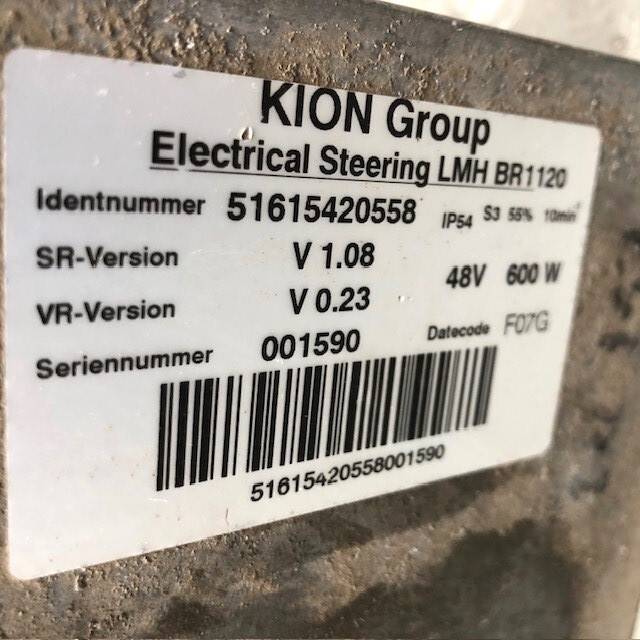 KION Group
Electrical Steering LMH BR1120
Identnummer 51615420558 IP54 S3 55% 10min
SR-Version V 1.08 48V 600 W
VR-Version V 0.23
Seriennummer 001590 Datecode F07G
51615420558001590